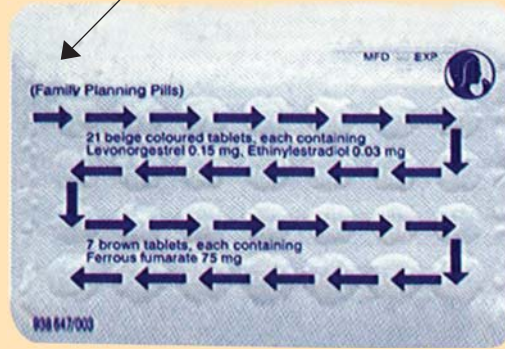 MFD EXP
(Family Planning Pills)
21 beige coloured tablets, each containing
Levonorgestrel 0.15 mg, Ethinylestradiol 0.03 mg
7 brown tablets, each containing
Ferrous fumarate 75 mg
938 647/003